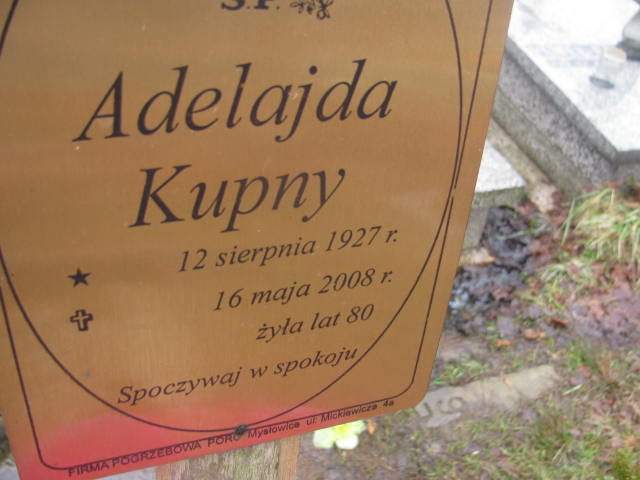 Ś.P.
Adelajda
Kupny
12 sierpnia 1927 r.
16 maja 2008 r.
żyła lat 80
Spoczywaj w spokoju
FIRMA POGRZEBOWA PORC Mysłowice ul: Mickiewicza 4a